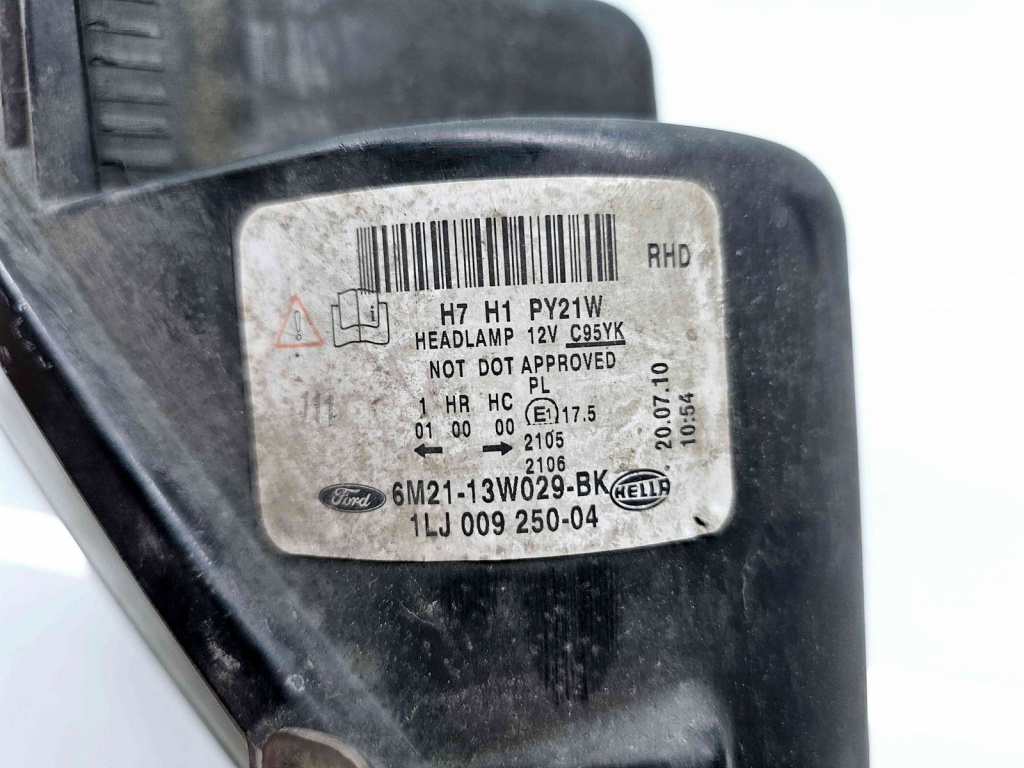 RHD
H7 H1 PY21W
HEADLAMP 12V C95YK
NOT DOT APPROVED
PL
1 HR HC E1 17.5
01 00 00 2105
2106
20.07.10
10:54
Ford 6M21-13W029-BK HELLA
1LJ 009 250-04